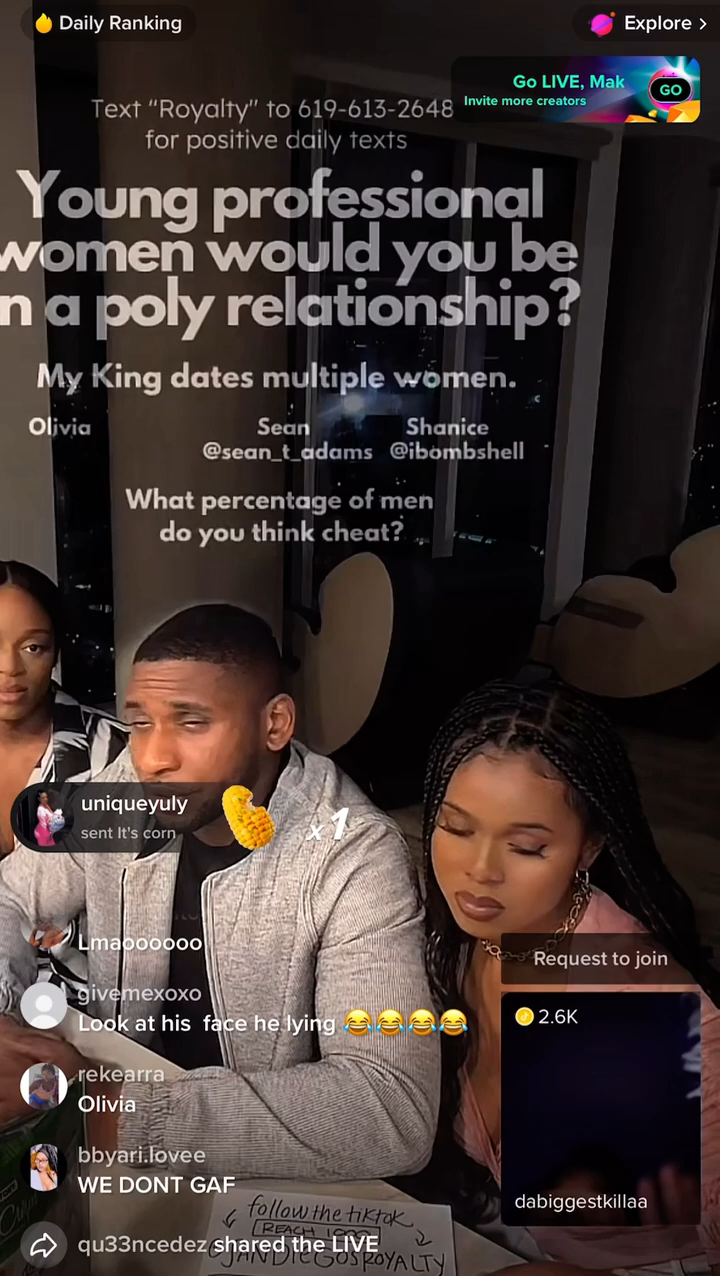 Daily Ranking
Explore >
Go LIVE, Mak
Invite more creators
GO
Text “Royalty” to 619-613-2648
for positive daily texts
Young professional
women would you be
n a poly relationship?
My King dates multiple women.
Olivia Sean Shanice
@sean_t_adams @ibombshell
What percentage of men
do you think cheat?
uniqueyuly
sent It's corn
x1
Lmaoooooo
Request to join
givemexoxo
Look at his face he lying 😂😂😂😂
2.6K
rekearra
Olivia
bbyari.lovee
WE DONT GAF
dabiggestkillaa
follow the tiktok
qu33ncedez shared the LIVE